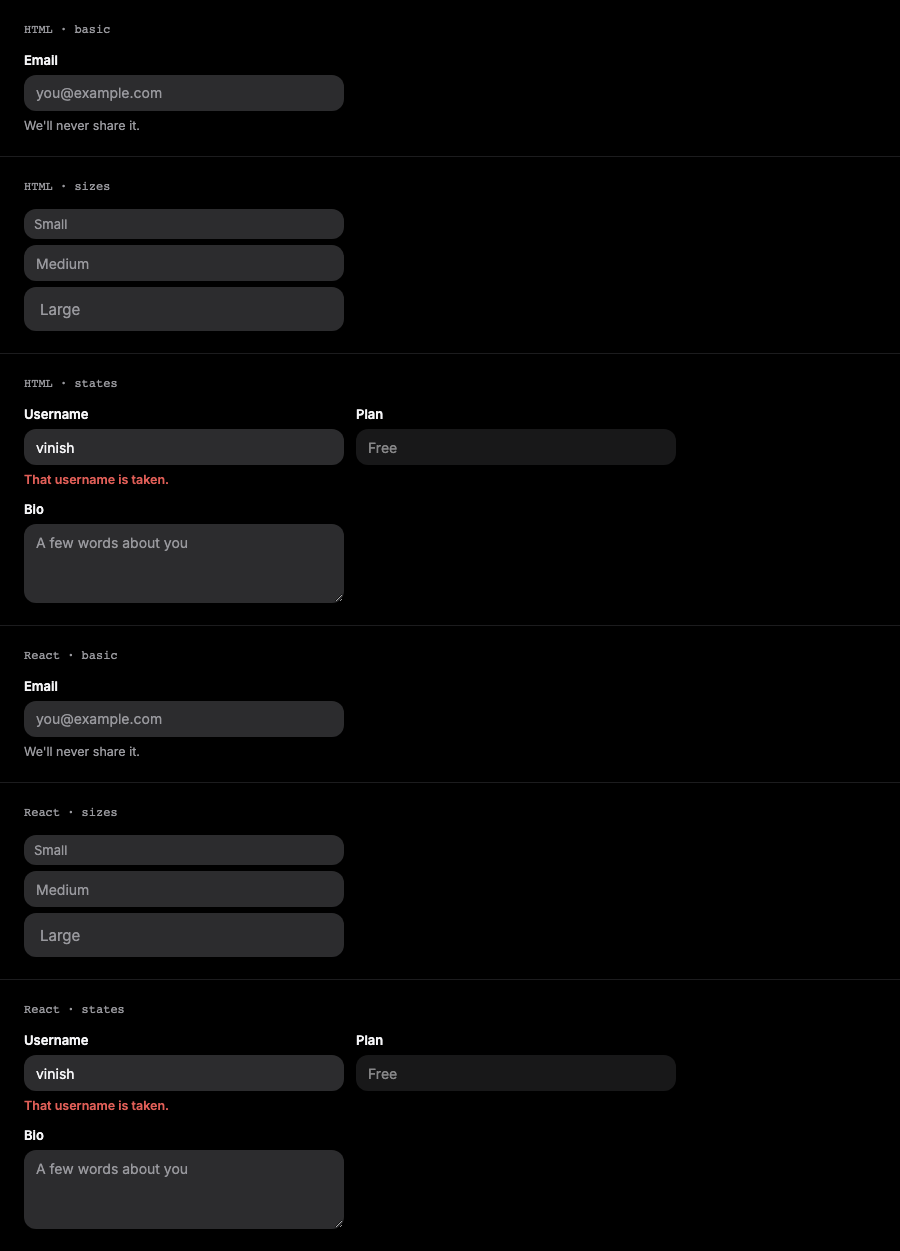 HTML · basic
Email
you@example.com
We'll never share it.
HTML · sizes
Small
Medium
Large
HTML · states
Username
Plan
vinish
Free
That username is taken.
Bio
A few words about you
React · basic
Email
you@example.com
We'll never share it.
React · sizes
Small
Medium
Large
React · states
Username
Plan
vinish
Free
That username is taken.
Bio
A few words about you